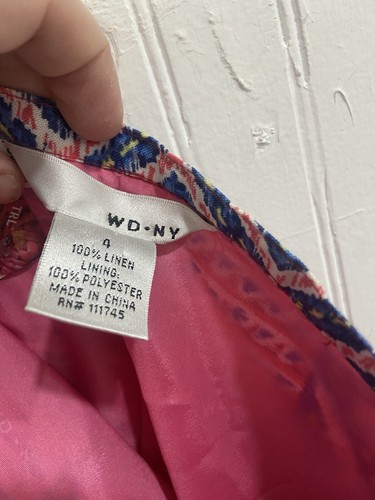 WD•NY
4
100% LINEN
LINING:
100% POLYESTER
MADE IN CHINA
RN# 111745